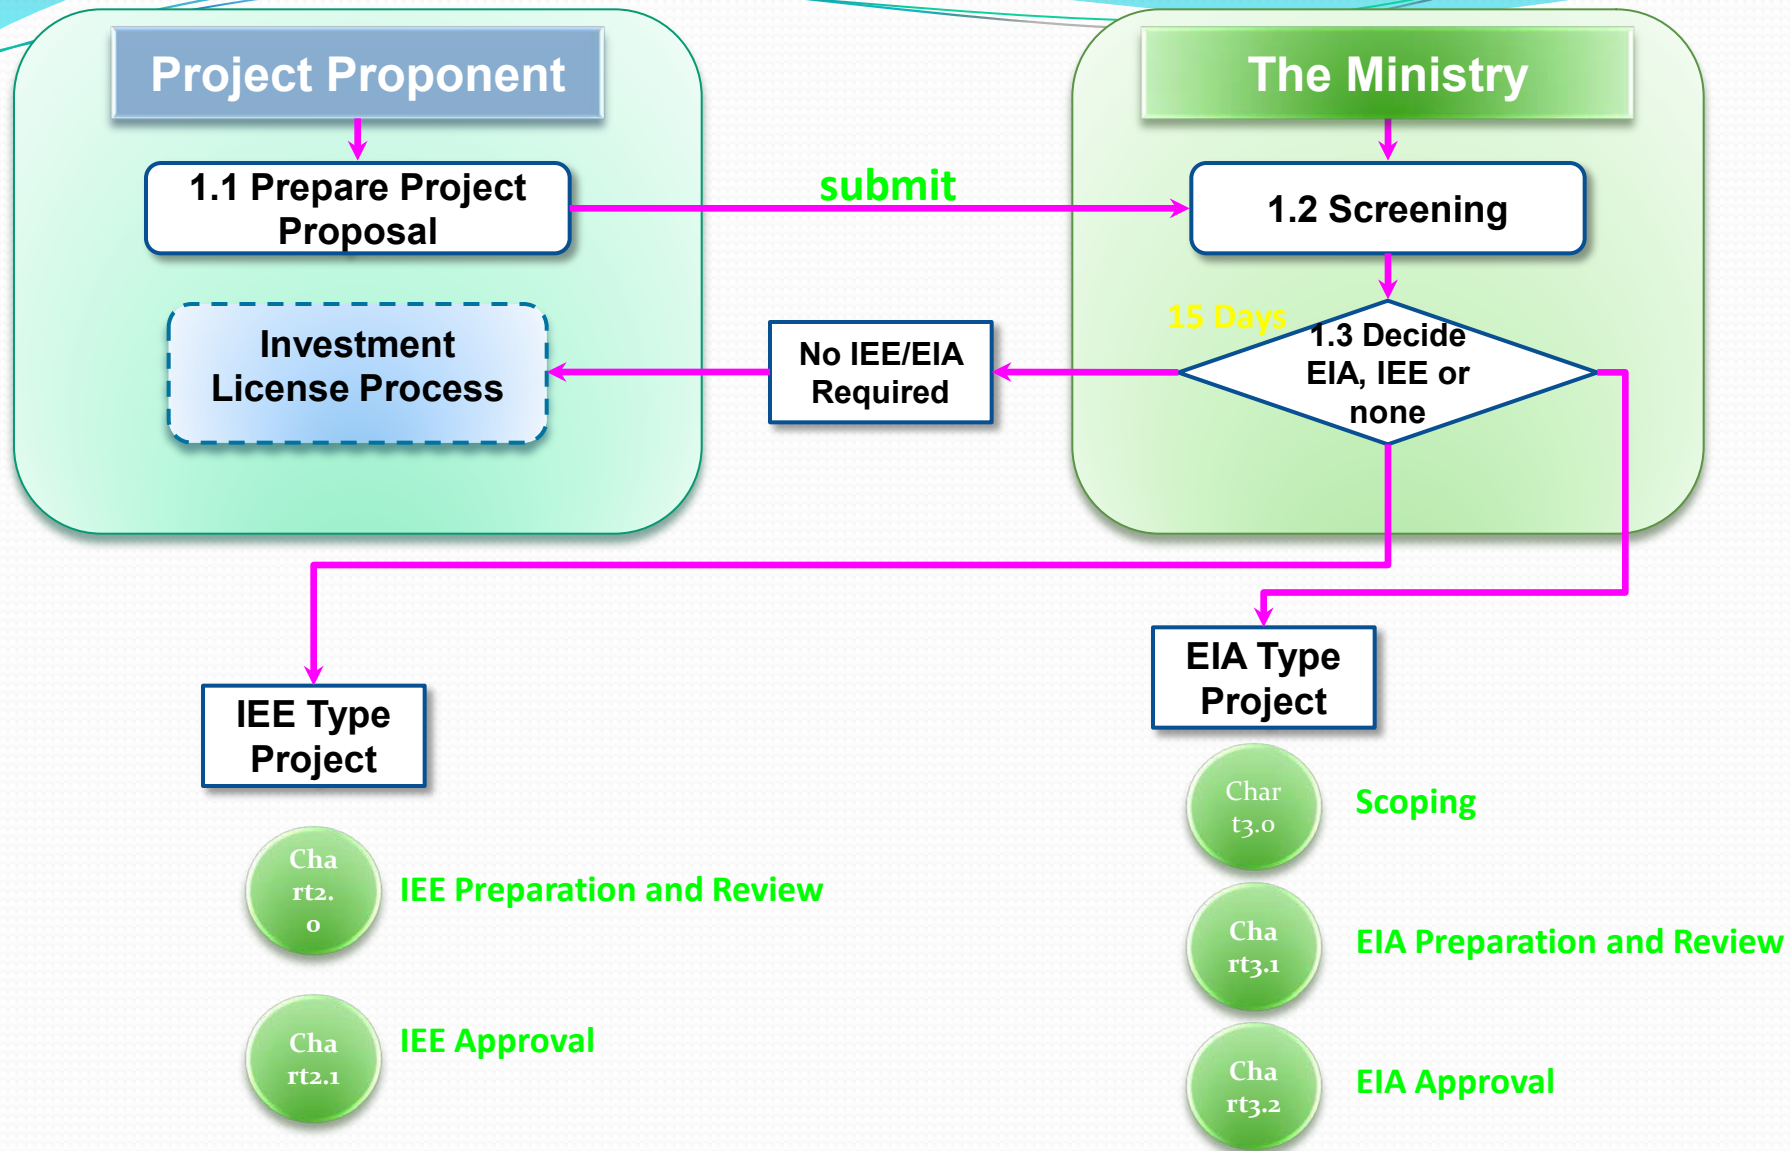 Project Proponent
The Ministry
1.1 Prepare Project
Proposal
submit
1.2 Screening
Investment
License Process
No IEE/EIA
Required
15 Days
1.3 Decide
EIA, IEE or
none
IEE Type
Project
EIA Type
Project
Char
t3.0
Scoping
Cha
rt2.
0
IEE Preparation and Review
Cha
rt3.1
EIA Preparation and Review
Cha
rt2.1
IEE Approval
Cha
rt3.2
EIA Approval